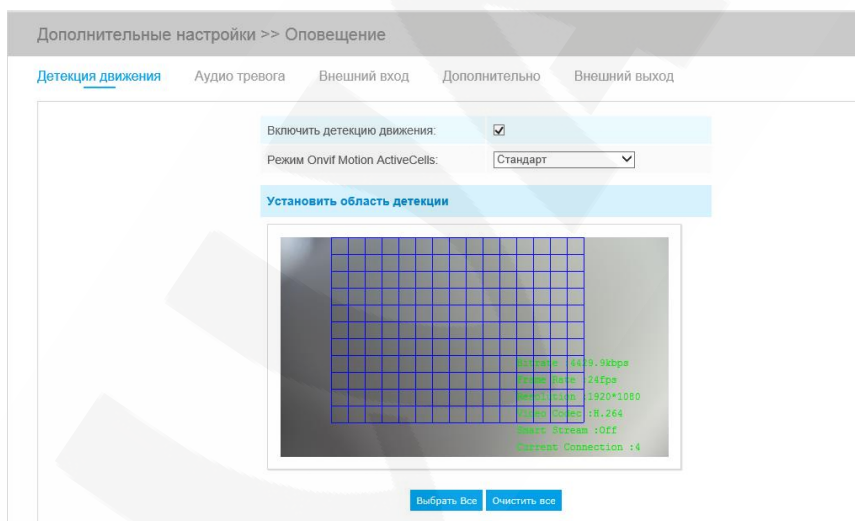 Дополнительные настройки >> Оповещение
Детекция движения Аудио тревога Внешний вход Дополнительно Внешний выход
Включить детекцию движения:
Режим Onvif Motion ActiveCells: Стандарт
Установить область детекции
Bitrate :4429.9kbps
Frame Rate :24fps
Resolution :1920*1080
Video Codec :H.264
Smart Stream :Off
Current Connection :4
Выбрать Все Очистить все